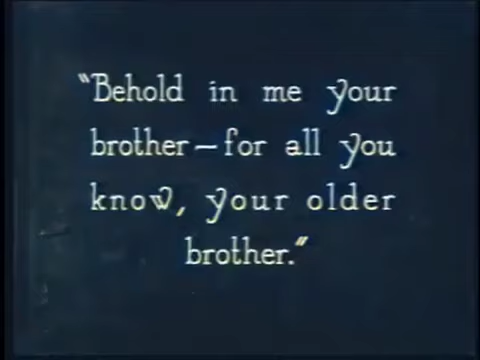 "Behold in me your
brother—for all you
know, your older
brother."